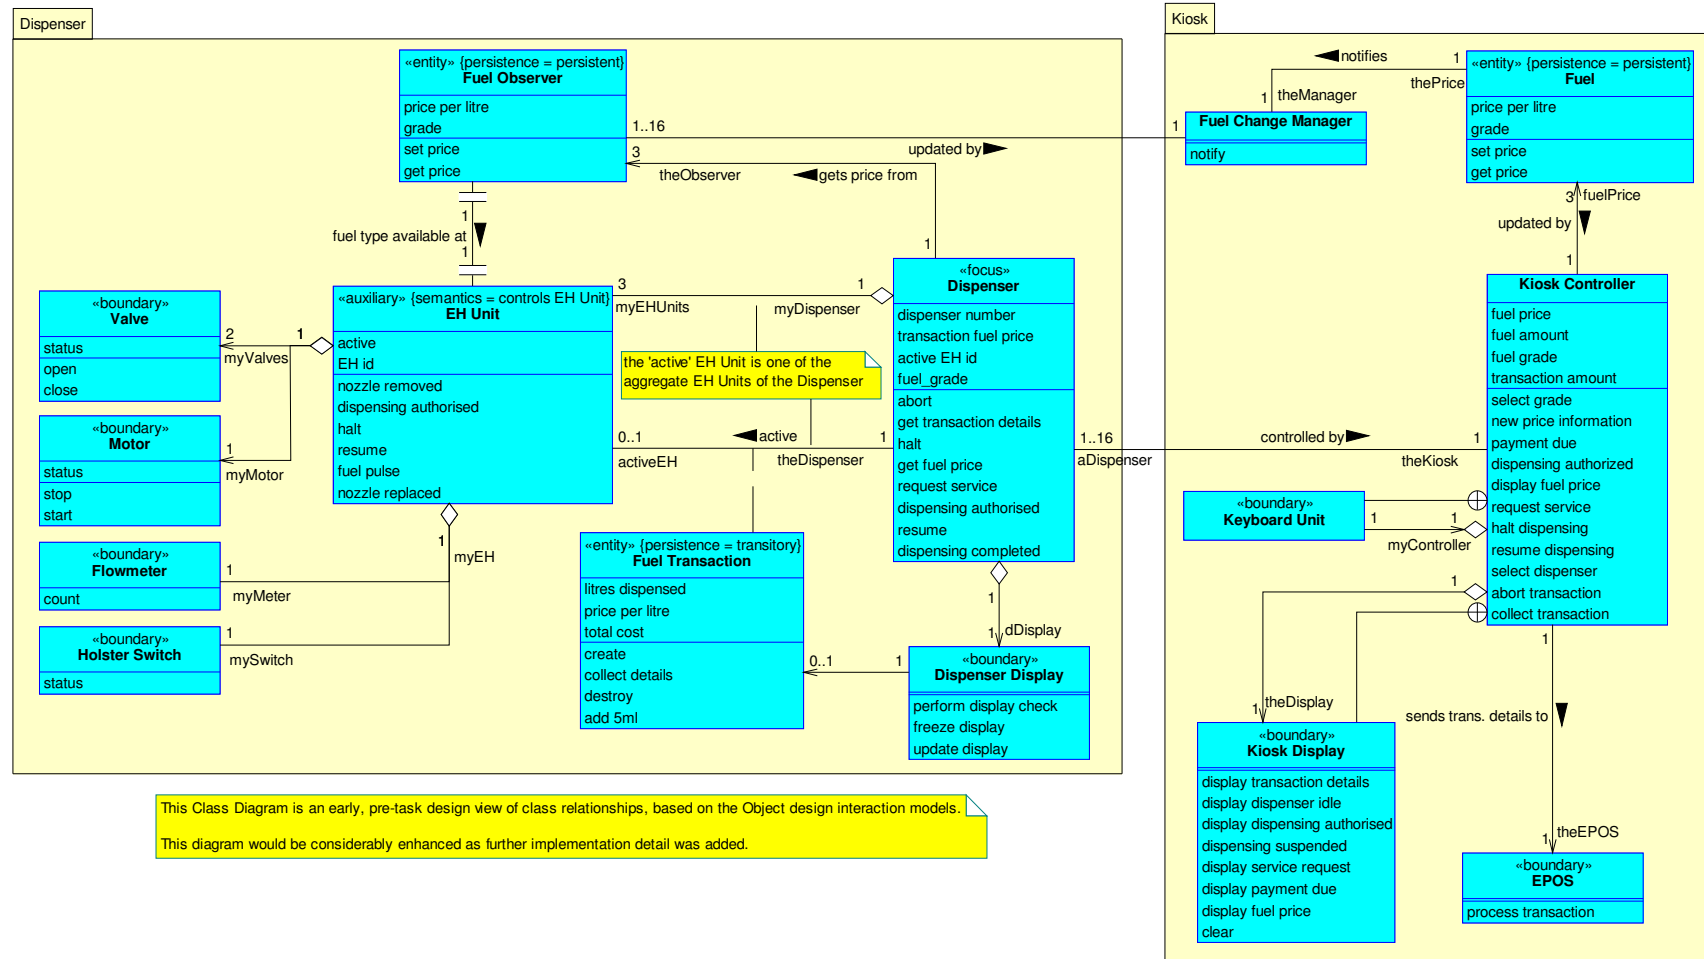 Dispenser
«entity» {persistence = persistent}
Fuel Observer
price per litre
grade
set price
get price
1..16
updated by
1
3
theObserver
gets price from
1
1
fuel type available at
1
«boundary»
Valve
status
open
close
2
myValves
1
«auxiliary» {semantics = controls EH Unit}
EH Unit
active
EH id
nozzle removed
dispensing authorised
halt
resume
fuel pulse
nozzle replaced
3
myEHUnits
1
myDispenser
the 'active' EH Unit is one of the
aggregate EH Units of the Dispenser
0..1
activeEH
active
1
theDispenser
«focus»
Dispenser
dispenser number
transaction fuel price
active EH id
fuel_grade
abort
get transaction details
halt
get fuel price
request service
dispensing authorised
resume
dispensing completed
«boundary»
Motor
status
stop
start
1
myMotor
«boundary»
Flowmeter
count
1
myMeter
1
myEH
«boundary»
Holster Switch
status
1
mySwitch
«entity» {persistence = transitory}
Fuel Transaction
litres dispensed
price per litre
total cost
create
collect details
destroy
add 5ml
0..1
1
1
1
dDisplay
«boundary»
Dispenser Display
perform display check
freeze display
update display
This Class Diagram is an early, pre-task design view of class relationships, based on the Object design interaction models.
This diagram would be considerably enhanced as further implementation detail was added.
Kiosk
notifies
1
thePrice
1
theManager
Fuel Change Manager
notify
«entity» {persistence = persistent}
Fuel
price per litre
grade
set price
get price
3
fuelPrice
updated by
1
Kiosk Controller
fuel price
fuel amount
fuel grade
transaction amount
select grade
new price information
payment due
dispensing authorized
display fuel price
request service
halt dispensing
resume dispensing
select dispenser
abort transaction
collect transaction
1..16
aDispenser
controlled by
1
theKiosk
«boundary»
Keyboard Unit
1
1
myController
1
1
theDisplay
«boundary»
Kiosk Display
display transaction details
display dispenser idle
display dispensing authorised
dispensing suspended
display service request
display payment due
display fuel price
clear
1
sends trans. details to
1
theEPOS
«boundary»
EPOS
process transaction